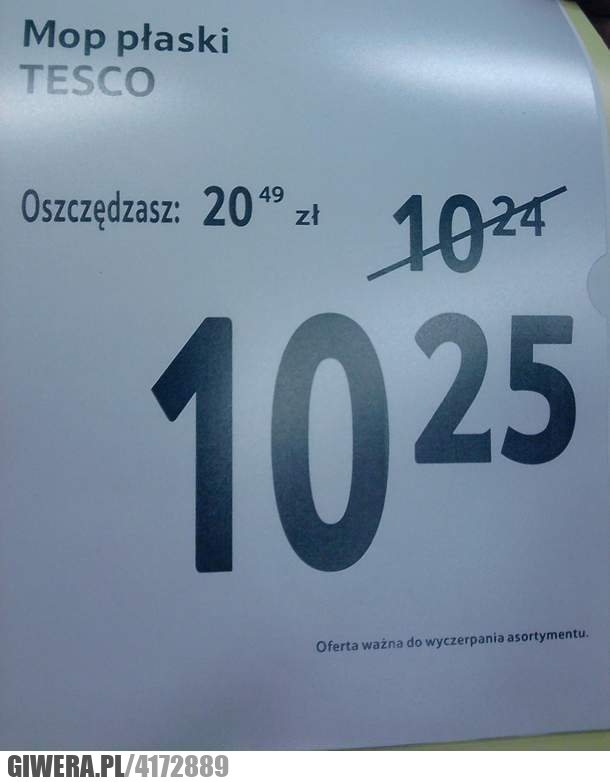 Mop płaski
TESCO
Oszczędzasz: 20 49 zł
10 24
10 25
Oferta ważna do wyczerpania asortymentu.
GIWERA.PL/4172889